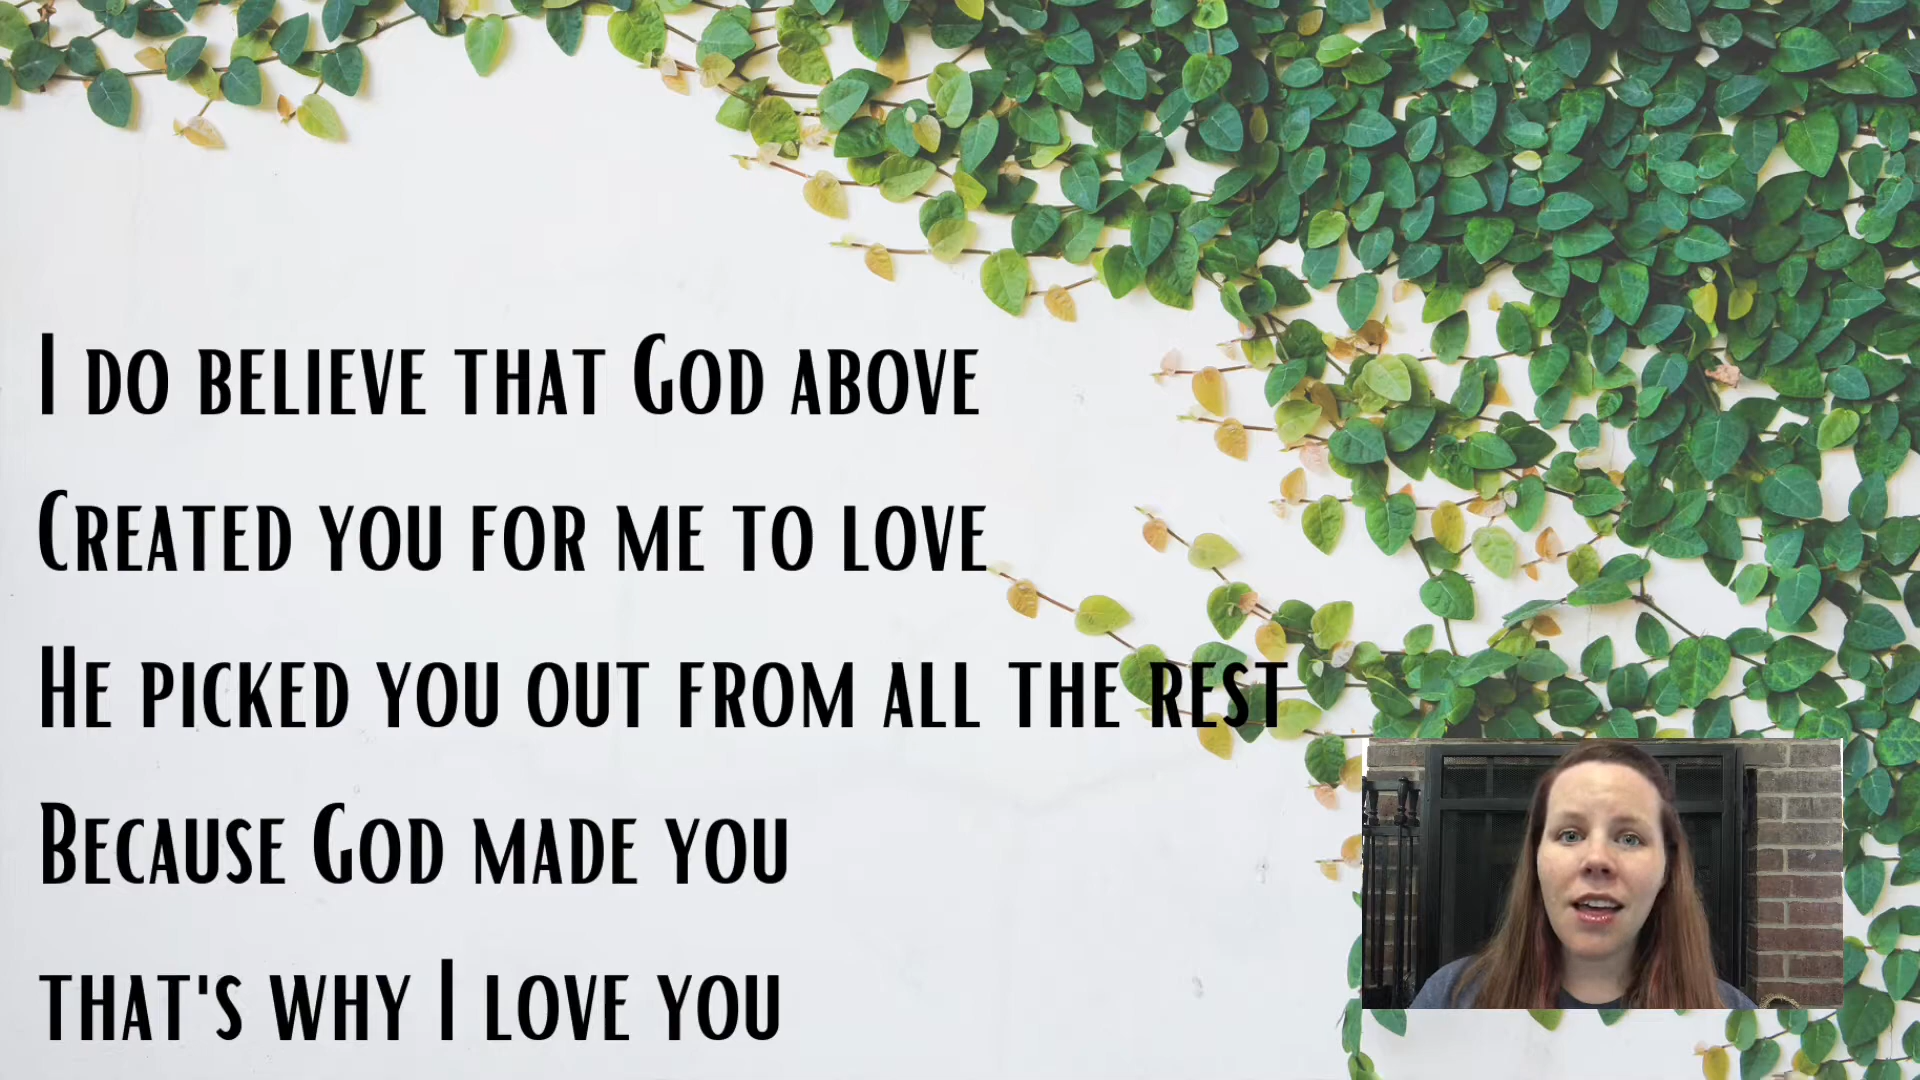 I do believe that God above
Created you for me to love
He picked you out from all the rest
Because God made you
that's why I love you